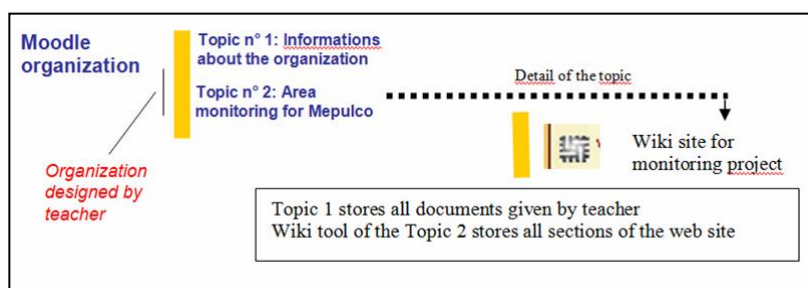 Moodle
organization
Topic n° 1: Informations
about the organization
Topic n° 2: Area
monitoring for Mepulco
Detail of the topic
Organization
designed by
teacher
Wiki site for
monitoring project
Topic 1 stores all documents given by teacher
Wiki tool of the Topic 2 stores all sections of the web site